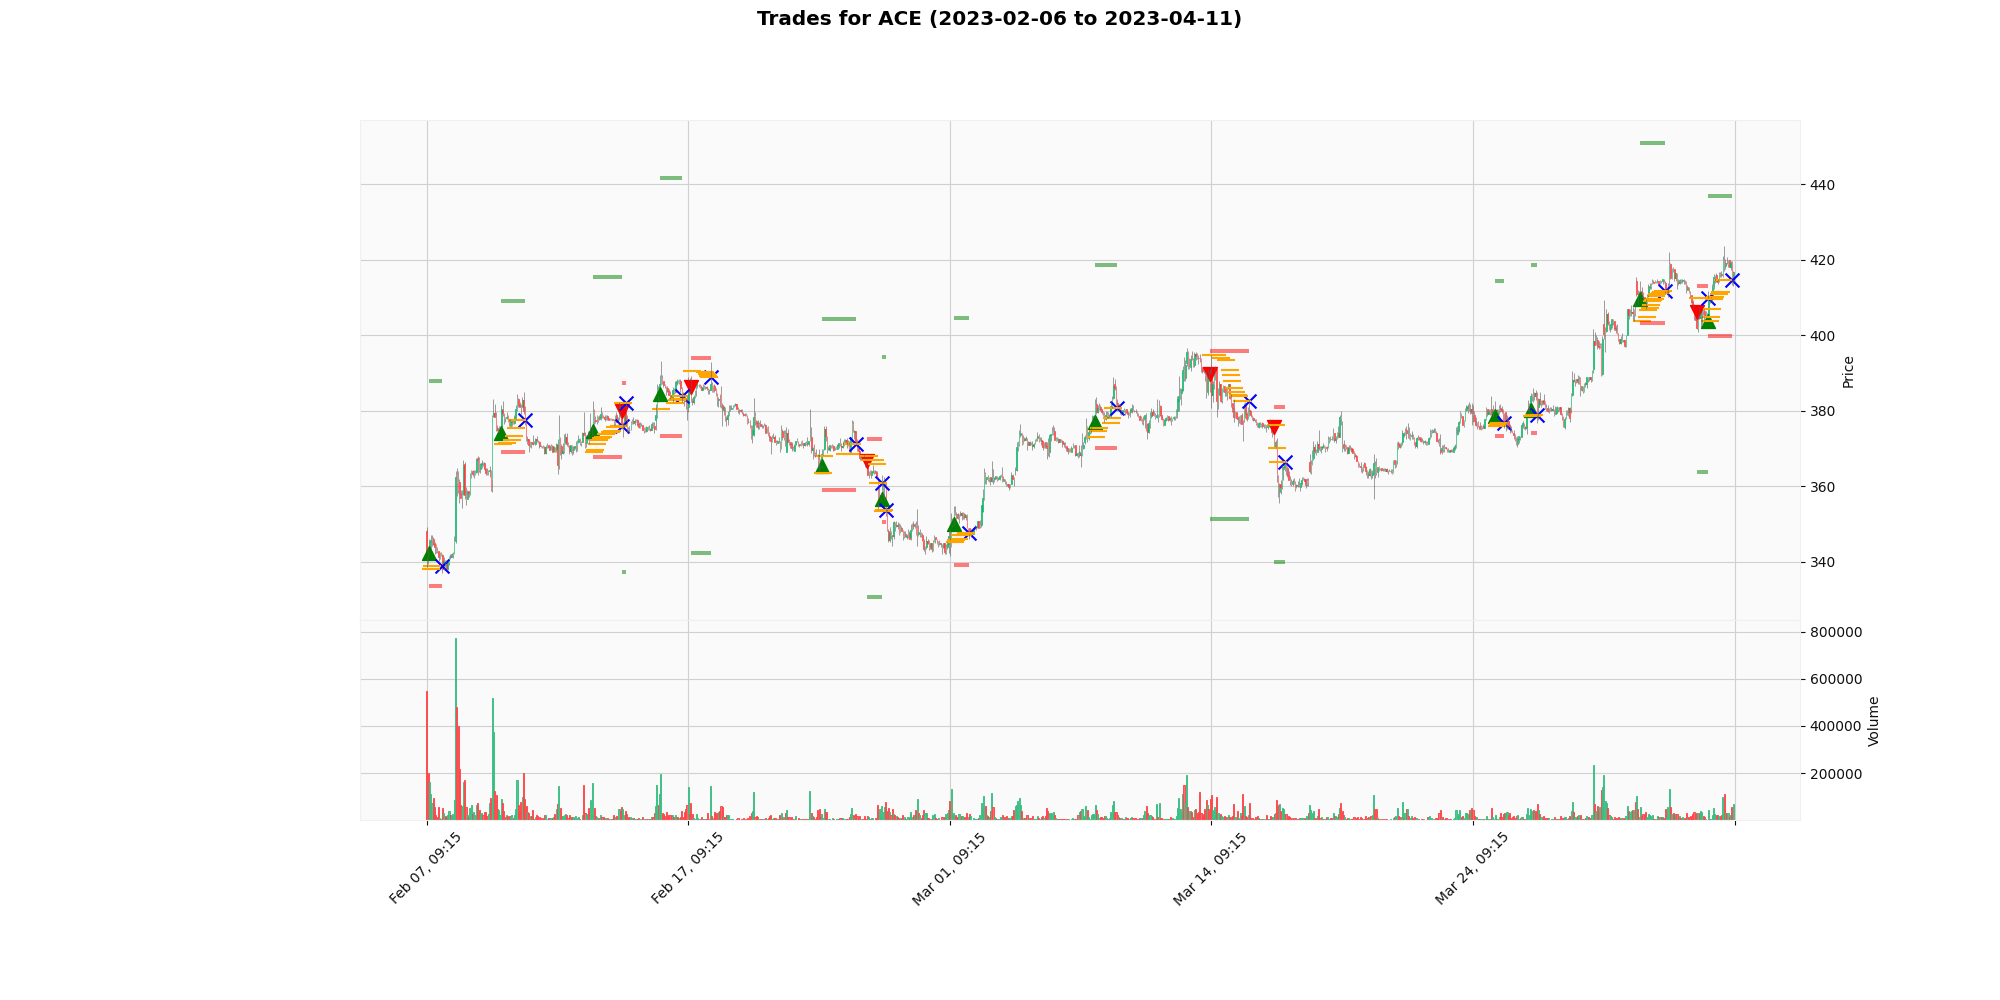 Trades for ACE (2023-02-06 to 2023-04-11)
440
420
400
380
360
340
Price
800000
600000
400000
200000
Volume
Feb 07, 09:15
Feb 17, 09:15
Mar 01, 09:15
Mar 14, 09:15
Mar 24, 09:15